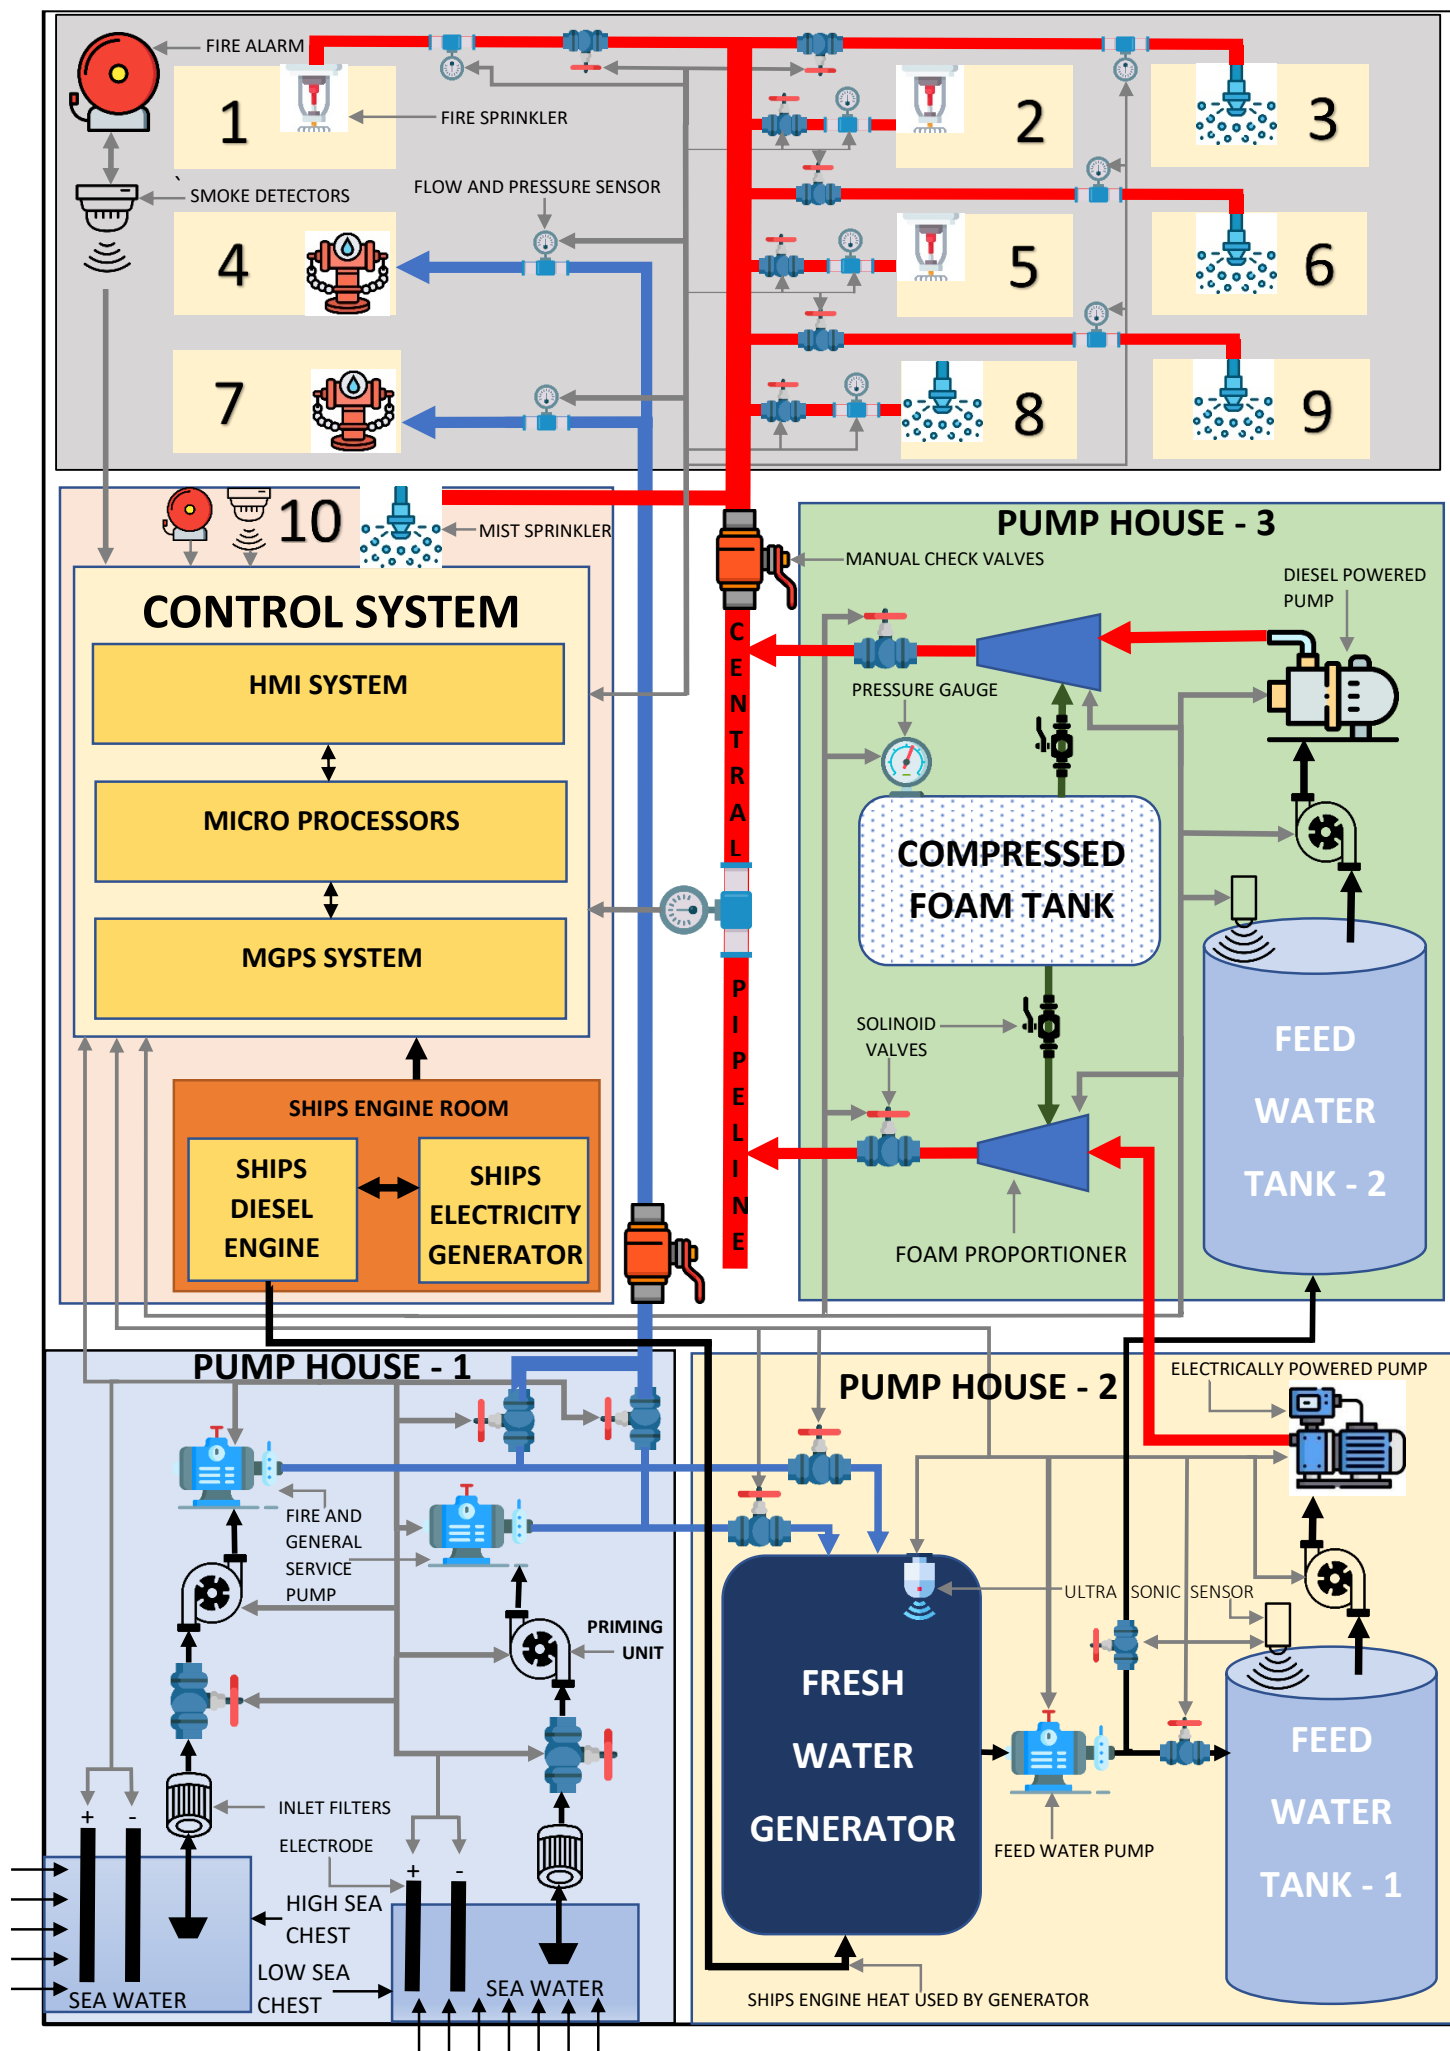 FIRE ALARM
1
FIRE SPRINKLER
2
3
`
SMOKE DETECTORS
FLOW AND PRESSURE SENSOR
4
5
6
7
8
9
10
MIST SPRINKLER
MANUAL CHECK VALVES
PUMP HOUSE - 3
DIESEL POWERED
PUMP
CONTROL SYSTEM
HMI SYSTEM
MICRO PROCESSORS
MGPS SYSTEM
CENTRAL
PIPELINE
PRESSURE GAUGE
COMPRESSED
FOAM TANK
SOLINOID
VALVES
FEED
WATER
TANK - 2
FOAM PROPORTIONER
SHIPS ENGINE ROOM
SHIPS
DIESEL
ENGINE
SHIPS
ELECTRICITY
GENERATOR
PUMP HOUSE - 1
FIRE AND
GENERAL
SERVICE
PUMP
PRIMING
UNIT
INLET FILTERS
ELECTRODE
+
-
+
-
HIGH SEA
CHEST
LOW SEA
CHEST
SEA WATER
SEA WATER
PUMP HOUSE - 2
ELECTRICALLY POWERED PUMP
ULTRA SONIC SENSOR
FRESH
WATER
GENERATOR
FEED WATER PUMP
FEED
WATER
TANK - 1
SHIPS ENGINE HEAT USED BY GENERATOR